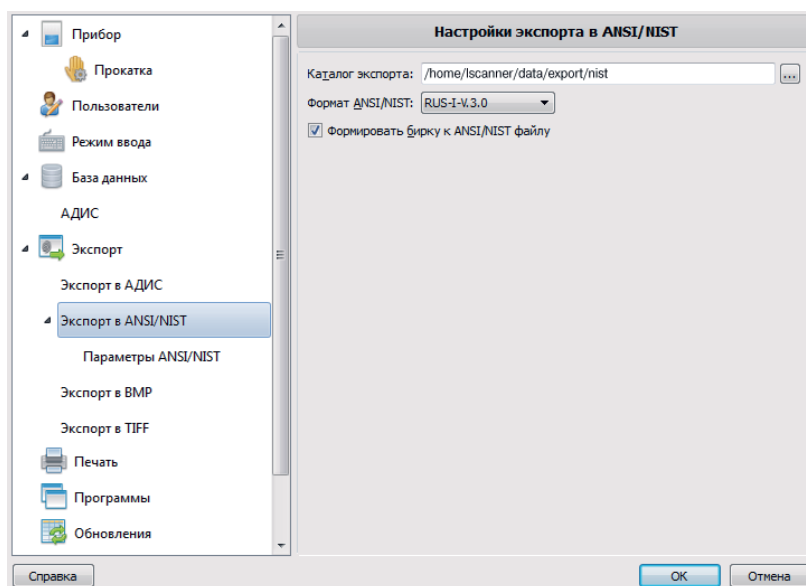 Прибор
Прокатка
Пользователи
Режим ввода
База данных
АДИС
Экспорт
Экспорт в АДИС
Экспорт в ANSI/NIST
Параметры ANSI/NIST
Экспорт в BMP
Экспорт в TIFF
Печать
Программы
Обновления
Настройки экспорта в ANSI/NIST
Каталог экспорта: /home/lscanner/data/export/nist ...
Формат ANSI/NIST: RUS-I-V.3.0
Формировать бирку к ANSI/NIST файлу
Справка
OK
Отмена